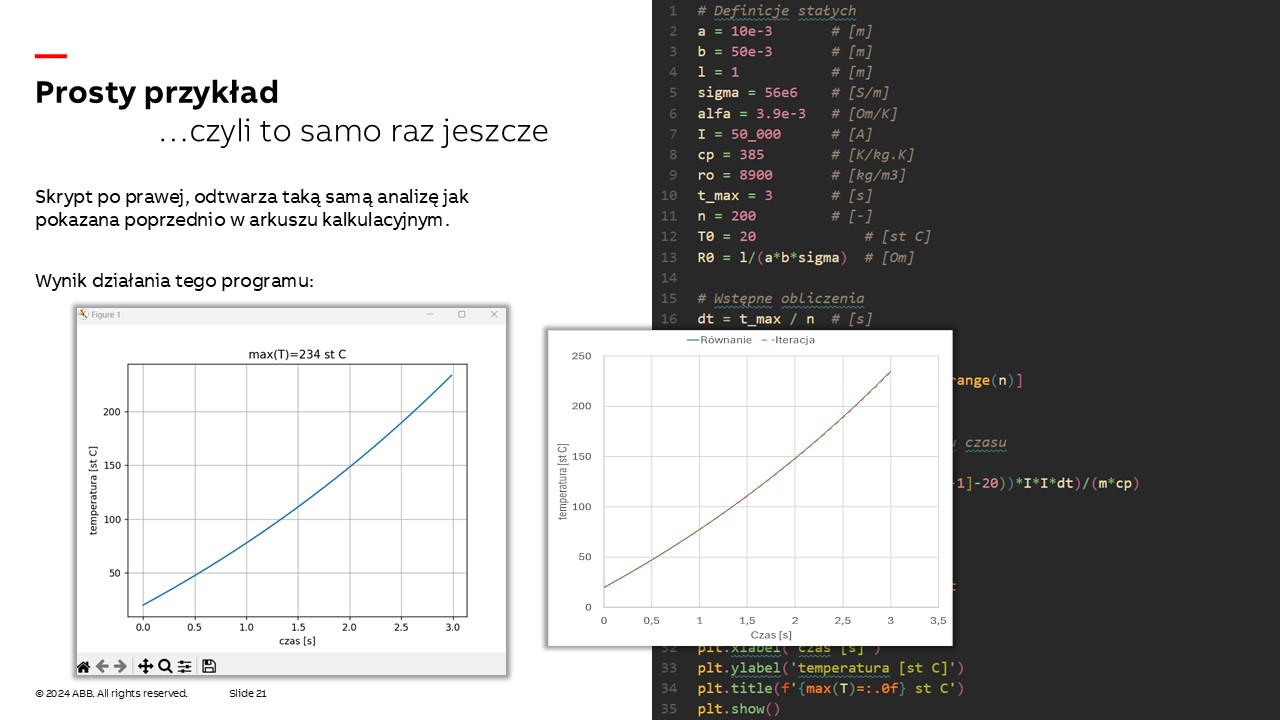 Prosty przykład
…czyli to samo raz jeszcze
Skrypt po prawej, odtwarza taką samą analizę jak
pokazana poprzednio w arkuszu kalkulacyjnym.
Wynik działania tego programu:
Figure 1
max(T)=234 st C
temperatura [st C]
200
150
100
50
0.0 0.5 1.0 1.5 2.0 2.5 3.0
czas [s]
© 2024 ABB. All rights reserved. Slide 21
Równanie Iteracja
temperatura [st C]
250
200
150
100
50
0
0 0,5 1 1,5 2 2,5 3 3,5
Czas [s]
1 # Definicje stałych
2 a = 10e-3 # [m]
3 b = 50e-3 # [m]
4 l = 1 # [m]
5 sigma = 56e6 # [S/m]
6 alfa = 3.9e-3 # [Om/K]
7 I = 50_000 # [A]
8 cp = 385 # [K/kg.K]
9 ro = 8900 # [kg/m3]
10 t_max = 3 # [s]
11 n = 200 # [-]
12 T0 = 20 # [st C]
13 R0 = l/(a*b*sigma) # [Om]
14
15 # Wstępne obliczenia
16 dt = t_max / n # [s]
range(n)]
czasu
1]-20))*I*I*dt)/(m*cp)
32 plt.xlabel('czas [s]')
33 plt.ylabel('temperatura [st C]')
34 plt.title(f'{max(T)=:.0f} st C')
35 plt.show()